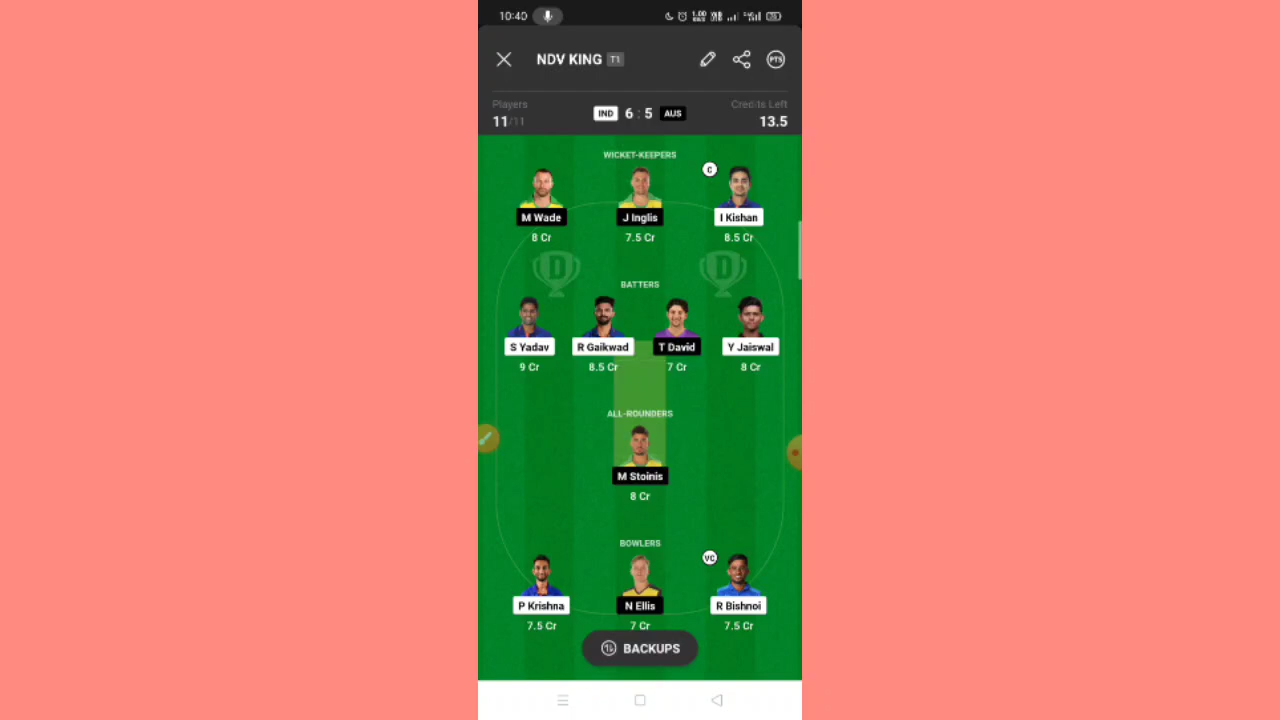 10:40
NDV KING T1
PTS
Players
Credits Left
11/11
IND 6 : 5 AUS
13.5
WICKET-KEEPERS
C
M Wade
J Inglis
I Kishan
8 Cr
7.5 Cr
8.5 Cr
D
D
BATTERS
S Yadav
R Gaikwad
T David
Y Jaiswal
9 Cr
8.5 Cr
7 Cr
8 Cr
ALL-ROUNDERS
M Stoinis
8 Cr
BOWLERS
VC
P Krishna
N Ellis
R Bishnoi
7.5 Cr
7 Cr
7.5 Cr
BACKUPS